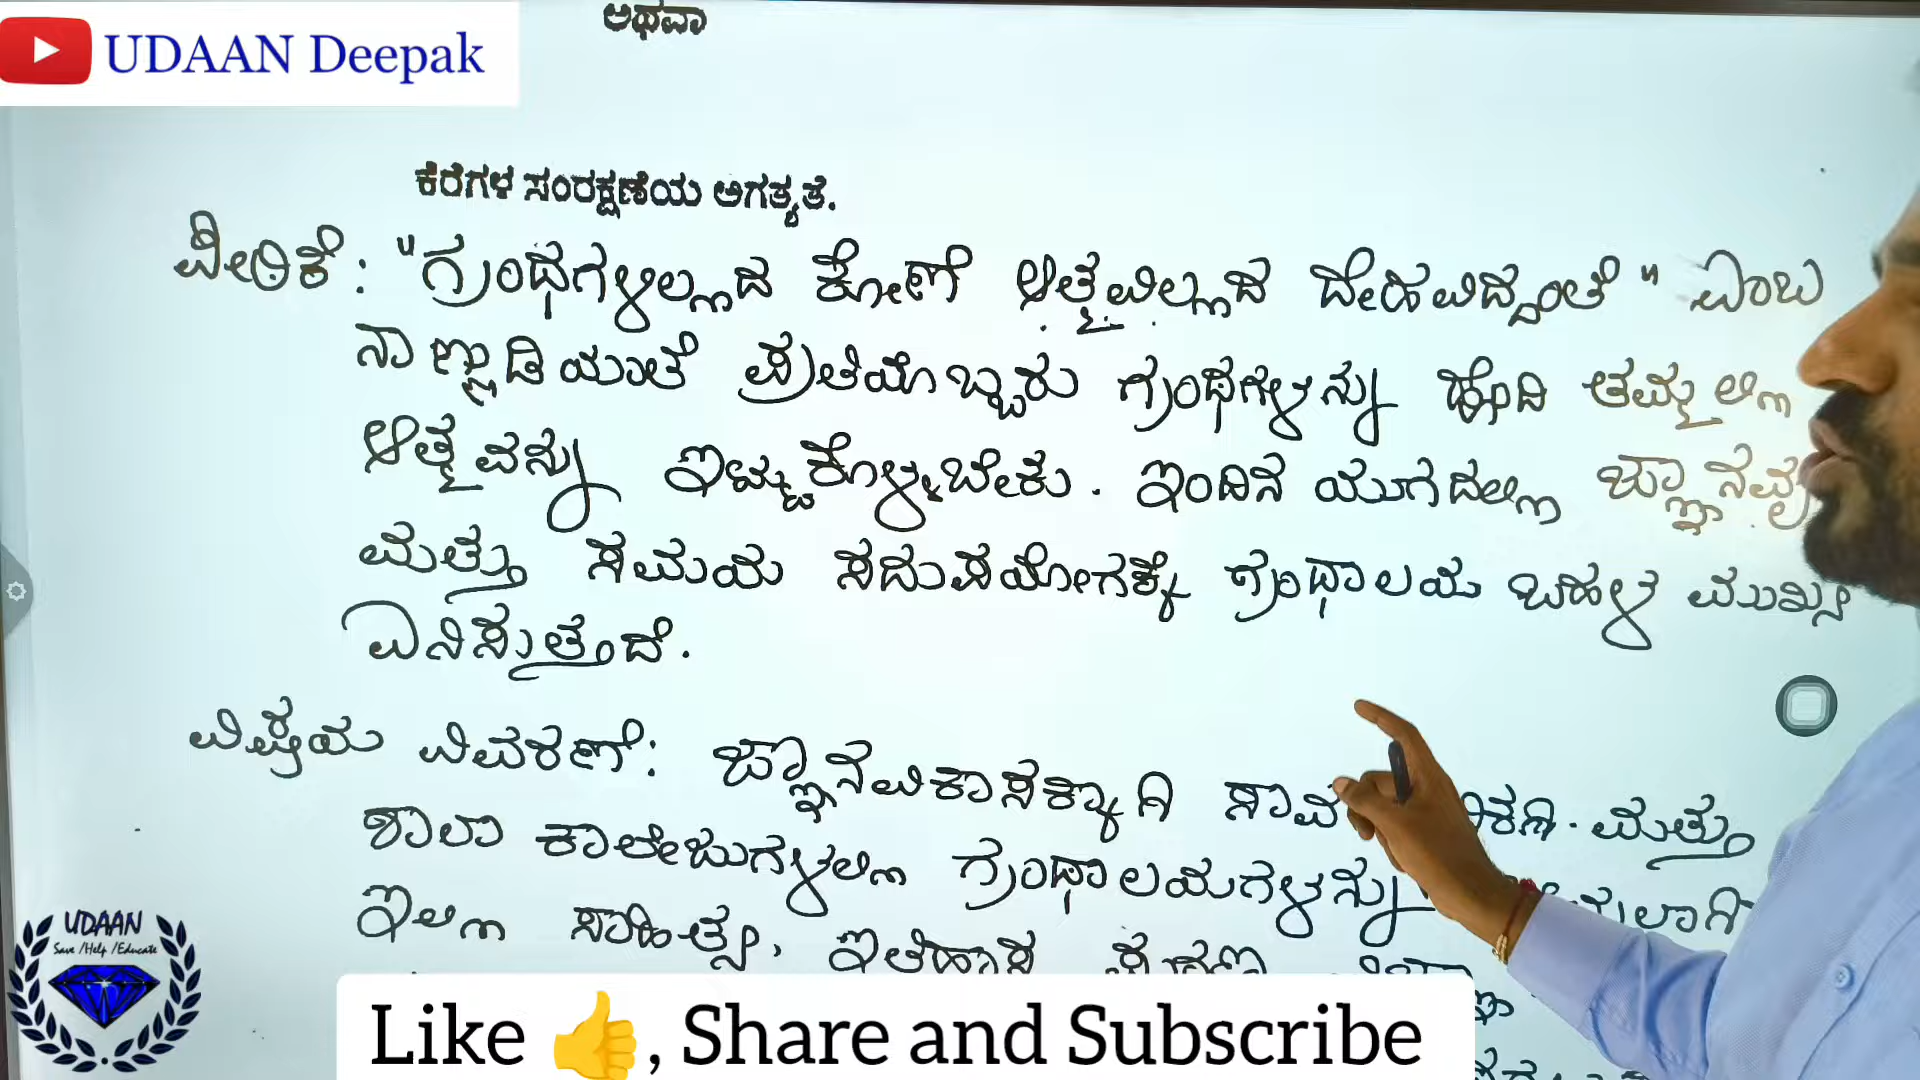 ಅಥವಾ
UDAAN Deepak
ಕೆರೆಗಳ ಸಂರಕ್ಷಣೆಯ ಅಗತ್ಯತೆ.
ಪೀಠಿಕೆ : "ಗ್ರಂಥಗಳಿಲ್ಲದ ಕೋಣೆ ಆತ್ಮವಿಲ್ಲದ ದೇಹವಿದ್ದಂತೆ" ಎಂಬ
ನಾಣ್ಣುಡಿಯಂತೆ ಪ್ರತಿಯೊಬ್ಬರು ಗ್ರಂಥಗಳನ್ನು ತಮ್ಮಲ್ಲಿ
ಆತ್ಮವನ್ನು ಇಟ್ಟುಕೊಳ್ಳಬೇಕು. ಇಂದಿನ ಯುಗದಲ್ಲಿ
ಮತ್ತು ಸಮಯ ಸದುಪಯೋಗಕ್ಕೆ ಗ್ರಂಥಾಲಯ ಬಹಳ ಮುಖ್ಯ
ಎನಿಸುತ್ತದೆ.
ವಿಷಯ ವಿವರಣೆ: ಜ್ಞಾನವಿಕಾಸಕ್ಕಾಗಿ ಮತ್ತು
ಶಾಲಾ ಕಾಲೇಜುಗಳಲ್ಲಿ ಗ್ರಂಥಾಲಯಗಳನ್ನು
ಇಲ್ಲಿ ಸಾಹಿತ್ಯ, ಇತಿಹಾಸ
UDAAN
Save /Help /Educate
Like 👍, Share and Subscribe